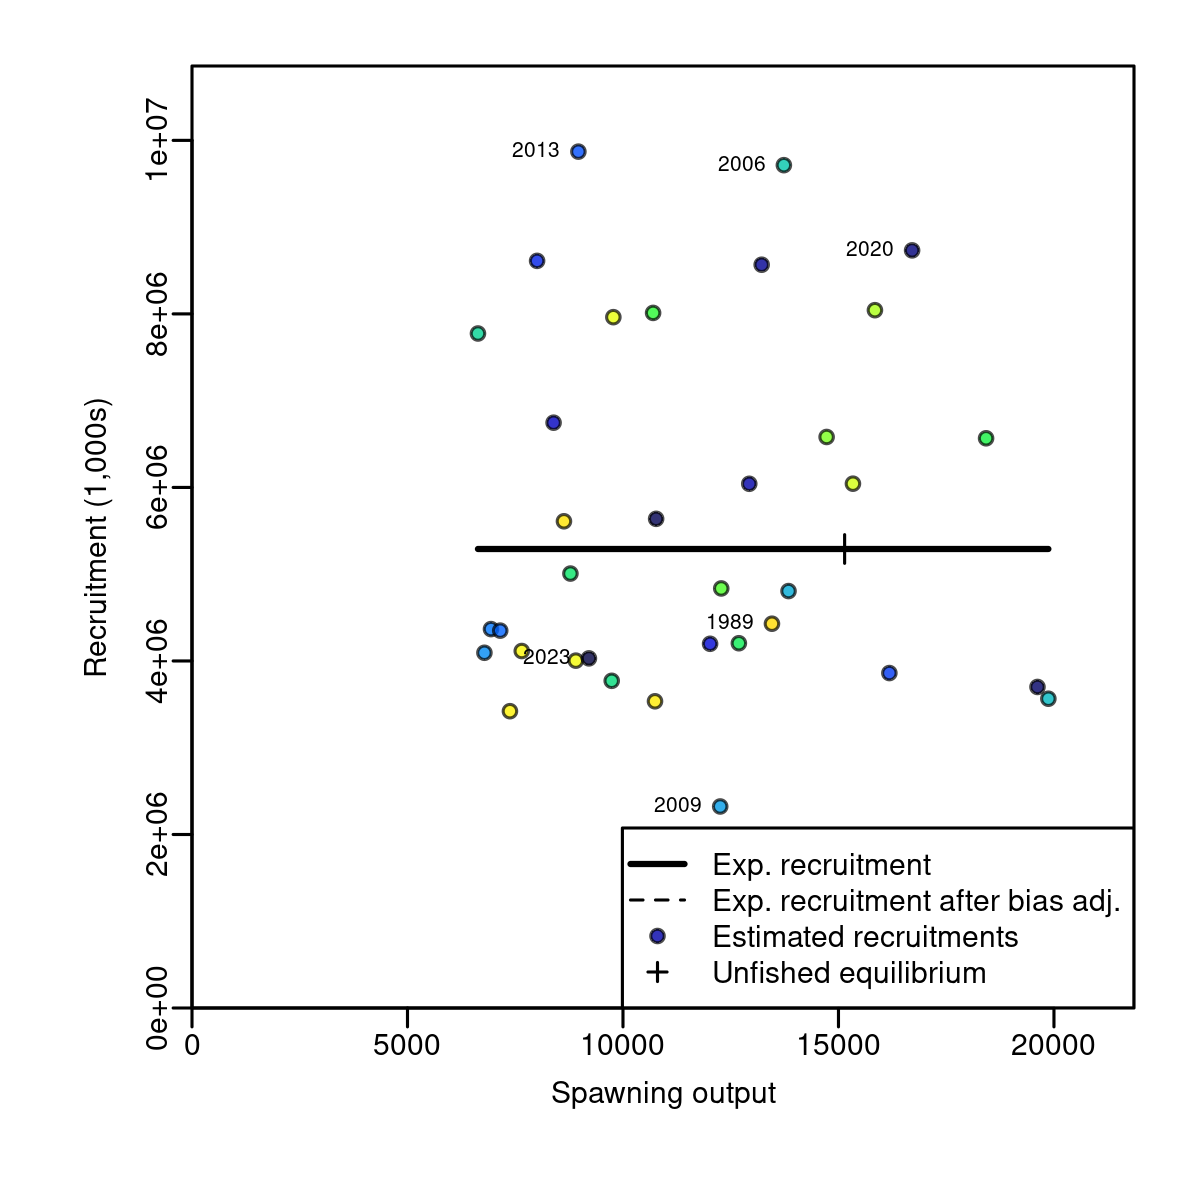 1e+07
8e+06
6e+06
4e+06
2e+06
0e+00
Recruitment (1,000s)
2013
2006
2020
1989
2023
2009
Exp. recruitment
Exp. recruitment after bias adj.
Estimated recruitments
Unfished equilibrium
0 5000 10000 15000 20000
Spawning output